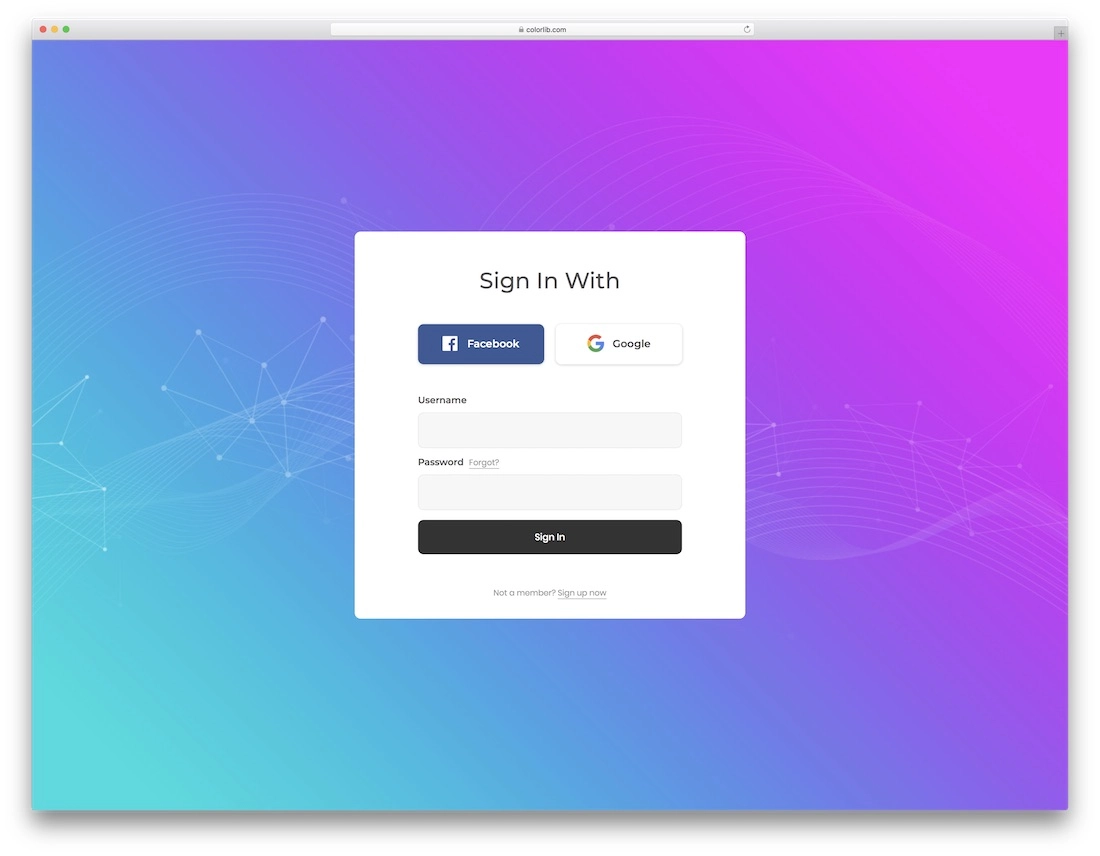 colorlib.com
Sign In With
Facebook
Google
Username
Password Forgot?
Sign In
Not a member? Sign up now